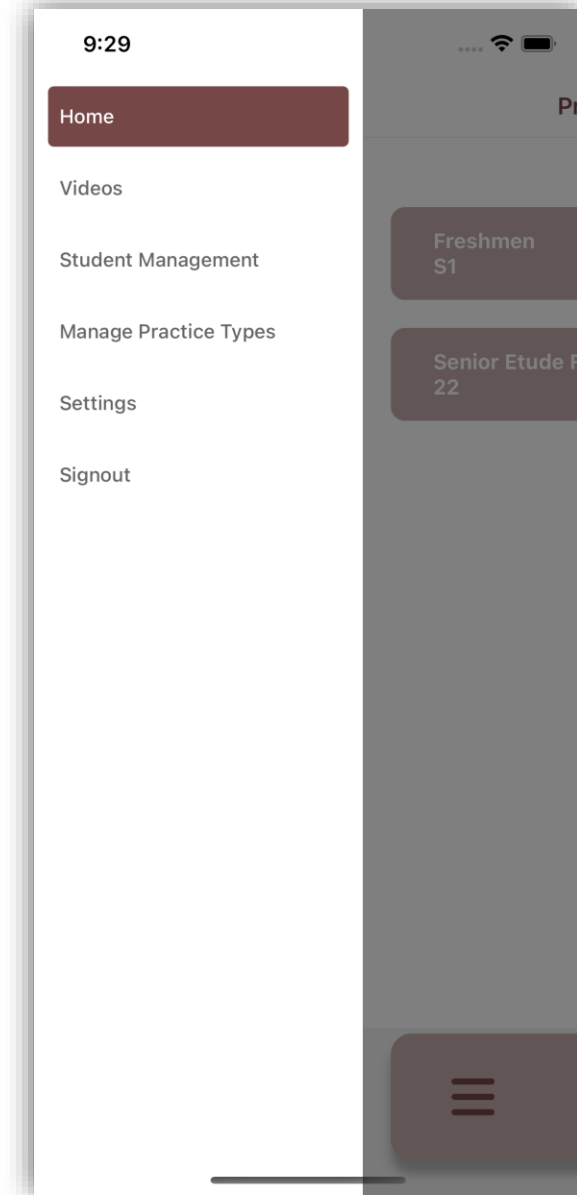 9:29
Home
Videos
Student Management
Manage Practice Types
Settings
Signout
Freshmen
S1
Senior Etude
22